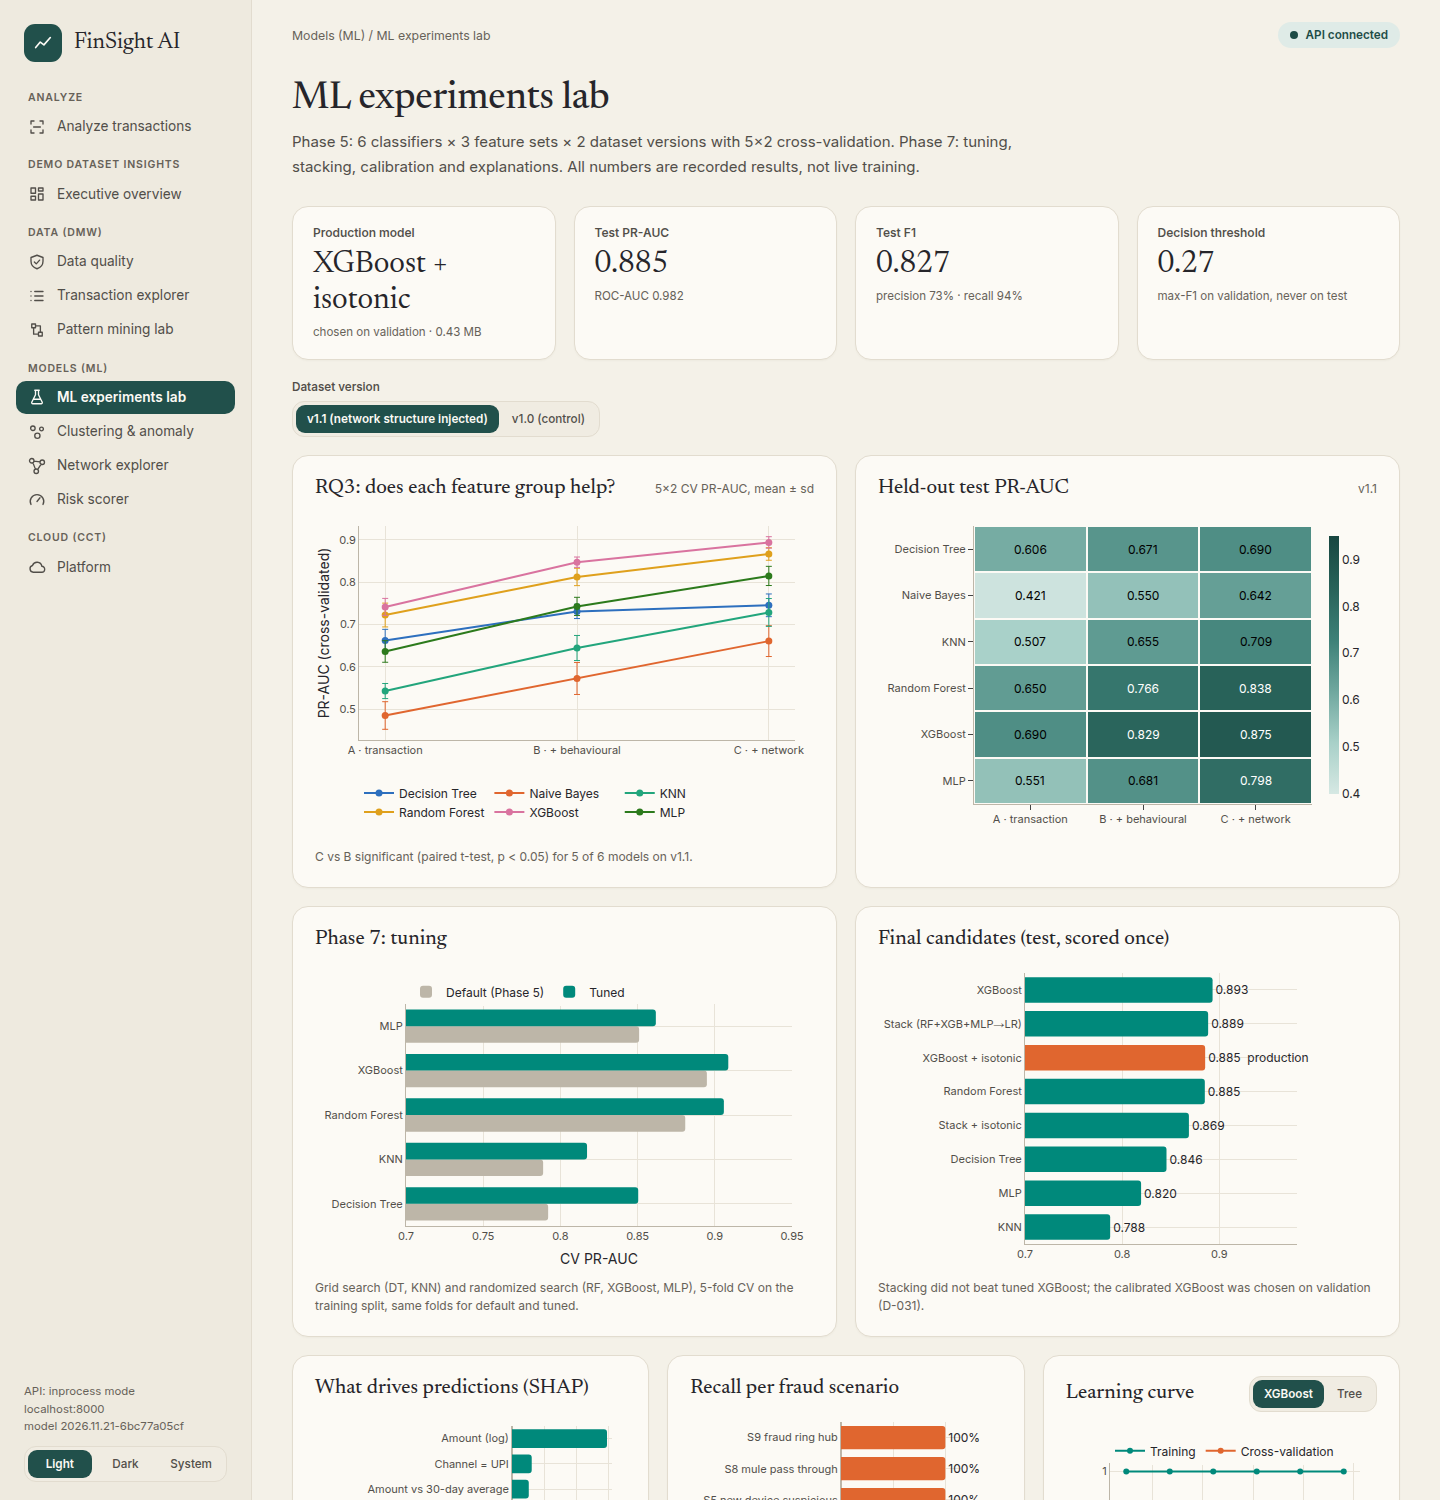 FinSight AI
ANALYZE
Analyze transactions
DEMO DATASET INSIGHTS
Executive overview
DATA (DMW)
Data quality
Transaction explorer
Pattern mining lab
MODELS (ML)
ML experiments lab
Clustering & anomaly
Network explorer
Risk scorer
CLOUD (CCT)
Platform
API: inprocess mode
localhost:8000
model 2026.11.21-6bc77a05cf
Light Dark System
Models (ML) / ML experiments lab
API connected
ML experiments lab
Phase 5: 6 classifiers × 3 feature sets × 2 dataset versions with 5×2 cross-validation. Phase 7: tuning,
stacking, calibration and explanations. All numbers are recorded results, not live training.
Production model
XGBoost +
isotonic
chosen on validation · 0.43 MB
Test PR-AUC
0.885
ROC-AUC 0.982
Test F1
0.827
precision 73% · recall 94%
Decision threshold
0.27
max-F1 on validation, never on test
Dataset version
v1.1 (network structure injected) v1.0 (control)
RQ3: does each feature group help? 5×2 CV PR-AUC, mean ± sd
PR-AUC (cross-validated)
0.9
0.8
0.7
0.6
0.5
A · transaction B · + behavioural C · + network
Decision Tree Naive Bayes KNN
Random Forest XGBoost MLP
C vs B significant (paired t-test, p < 0.05) for 5 of 6 models on v1.1.
Held-out test PR-AUC v1.1
Decision Tree 0.606 0.671 0.690
Naive Bayes 0.421 0.550 0.642
KNN 0.507 0.655 0.709
Random Forest 0.650 0.766 0.838
XGBoost 0.690 0.829 0.875
MLP 0.551 0.681 0.798
A · transaction B · + behavioural C · + network
0.9
0.8
0.7
0.6
0.5
0.4
Phase 7: tuning
Default (Phase 5) Tuned
MLP
XGBoost
Random Forest
KNN
Decision Tree
0.7 0.75 0.8 0.85 0.9 0.95
CV PR-AUC
Grid search (DT, KNN) and randomized search (RF, XGBoost, MLP), 5-fold CV on the
training split, same folds for default and tuned.
Final candidates (test, scored once)
XGBoost 0.893
Stack (RF+XGB+MLP→LR) 0.889
XGBoost + isotonic 0.885 production
Random Forest 0.885
Stack + isotonic 0.869
Decision Tree 0.846
MLP 0.820
KNN 0.788
0.7 0.8 0.9
Stacking did not beat tuned XGBoost; the calibrated XGBoost was chosen on validation
(D-031).
What drives predictions (SHAP)
Amount (log)
Channel = UPI
Amount vs 30-day average
Recall per fraud scenario
S9 fraud ring hub 100%
S8 mule pass through 100%
S5 new device suspicious 100%
Learning curve XGBoost Tree
Training Cross-validation
1